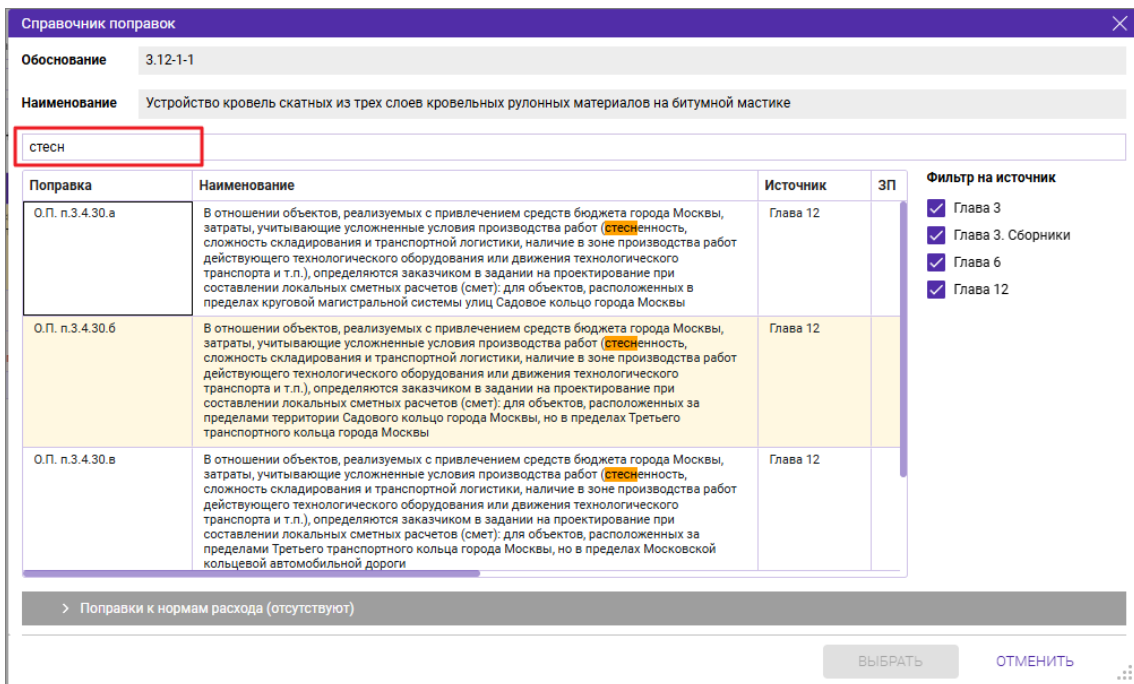 Справочник поправок
Обоснование 3.12-1-1
Наименование Устройство кровель скатных из трех слоев кровельных рулонных материалов на битумной мастике
стесн
Поправка Наименование Источник ЗП
Фильтр на источник
О.П. п.3.4.30.а
В отношении объектов, реализуемых с привлечением средств бюджета города Москвы,
затраты, учитывающие усложненные условия производства работ (стесненность,
сложность складирования и транспортной логистики, наличие в зоне производства работ
действующего технологического оборудования или движения технологического
транспорта и т.п.), определяются заказчиком в задании на проектирование при
составлении локальных сметных расчетов (смет): для объектов, расположенных в
пределах круговой магистральной системы улиц Садовое кольцо города Москвы
Глава 12
О.П. п.3.4.30.б
В отношении объектов, реализуемых с привлечением средств бюджета города Москвы,
затраты, учитывающие усложненные условия производства работ (стесненность,
сложность складирования и транспортной логистики, наличие в зоне производства работ
действующего технологического оборудования или движения технологического
транспорта и т.п.), определяются заказчиком в задании на проектирование при
составлении локальных сметных расчетов (смет): для объектов, расположенных за
пределами территории Садового кольцо города Москвы, но в пределах Третьего
транспортного кольца города Москвы
Глава 12
О.П. п.3.4.30.в
В отношении объектов, реализуемых с привлечением средств бюджета города Москвы,
затраты, учитывающие усложненные условия производства работ (стесненность,
сложность складирования и транспортной логистики, наличие в зоне производства работ
действующего технологического оборудования или движения технологического
транспорта и т.п.), определяются заказчиком в задании на проектирование при
составлении локальных сметных расчетов (смет): для объектов, расположенных за
пределами Третьего транспортного кольца города Москвы, но в пределах Московской
кольцевой автомобильной дороги
Глава 12
Глава 3
Глава 3. Сборники
Глава 6
Глава 12
Поправки к нормам расхода (отсутствуют)
ВЫБРАТЬ ОТМЕНИТЬ